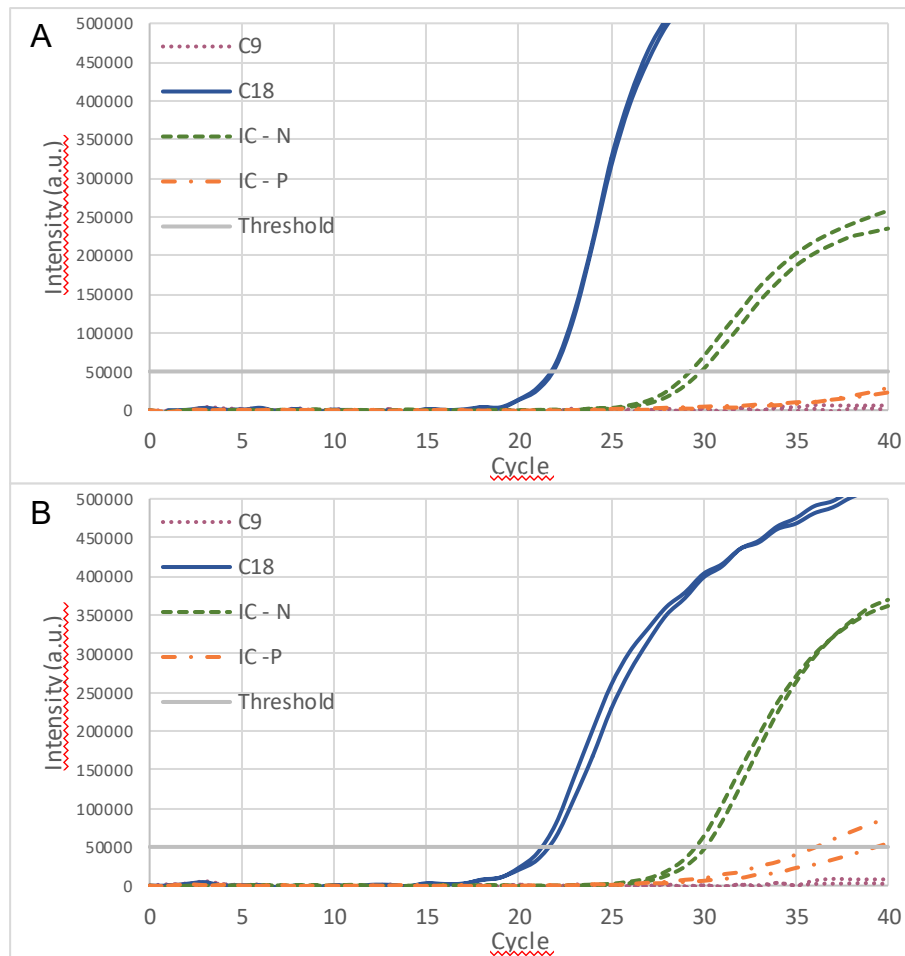 A
500000
450000
400000
350000
300000
250000
200000
150000
100000
50000
0
Intensity (a.u.)
C9
C18
IC - N
IC - P
Threshold
0 5 10 15 20 25 30 35 40
Cycle
B
500000
450000
400000
350000
300000
250000
200000
150000
100000
50000
0
Intensity (a.u.)
C9
C18
IC - N
IC -P
Threshold
0 5 10 15 20 25 30 35 40
Cycle